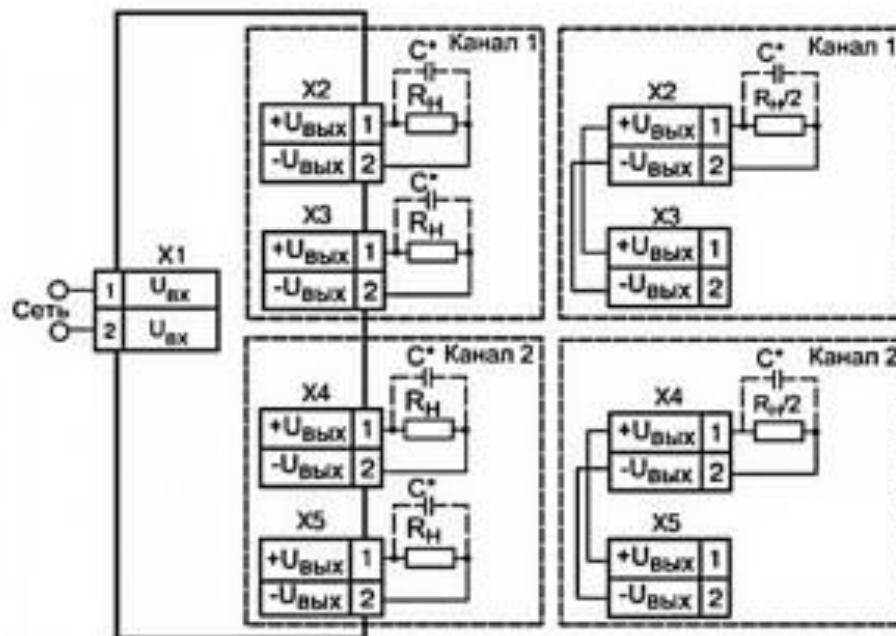 Канал 1
C*
X2
RН
+UВЫХ 1
-UВЫХ 2
C*
X3
RН
+UВЫХ 1
-UВЫХ 2
Канал 1
C*
X2
RН/2
+UВЫХ 1
-UВЫХ 2
X3
+UВЫХ 1
-UВЫХ 2
X1
1 Uвх
Сеть
2 Uвх
Канал 2
C*
X4
RН
+UВЫХ 1
-UВЫХ 2
C*
X5
RН
+UВЫХ 1
-UВЫХ 2
Канал 2
C*
X4
RН/2
+UВЫХ 1
-UВЫХ 2
X5
+UВЫХ 1
-UВЫХ 2